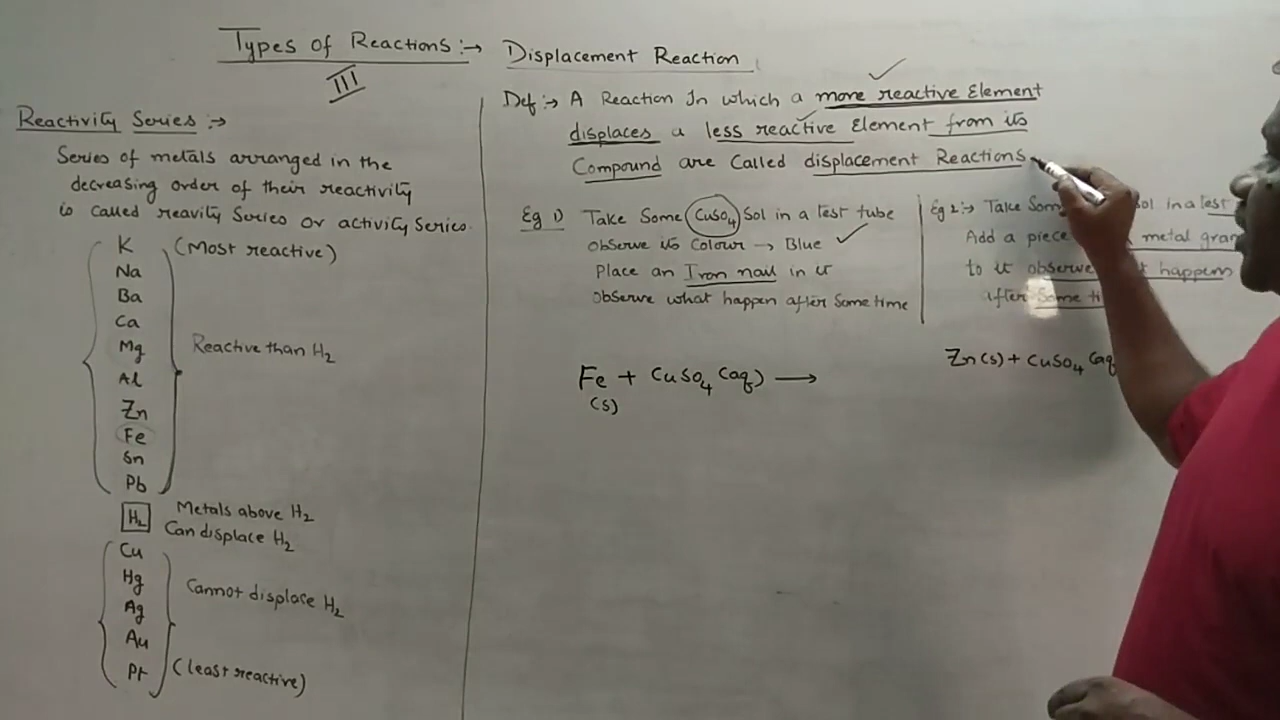 Types of Reactions :→ Displacement Reaction
III
Reactivity Series :→
Series of metals arranged in the
decreasing order of their reactivity
is called reavity Series or activity Series.
K (Most reactive)
Na
Ba
Ca
Mg Reactive than H2
Al
Zn
Fe
Sn
Pb
H2 Metals above H2
Can displace H2
Cu
Hg Cannot displace H2
Ag
Au
Pt (least reactive)
Def :→ A Reaction In which a more reactive Element
displaces a less reactive Element from its
Compound are Called displacement Reactions
Eg 1) Take Some CuSO4 Sol in a test tube
observe its Colour → Blue ✓
Place an Iron nail in it
observe what happen after Sometime
Fe + CuSO4 (aq) →
(s)
Eg 2 :→ Take Som sol in a test
Add a piece metal
to it observe happens
after Some
Zn (s) + CuSO4 (aq